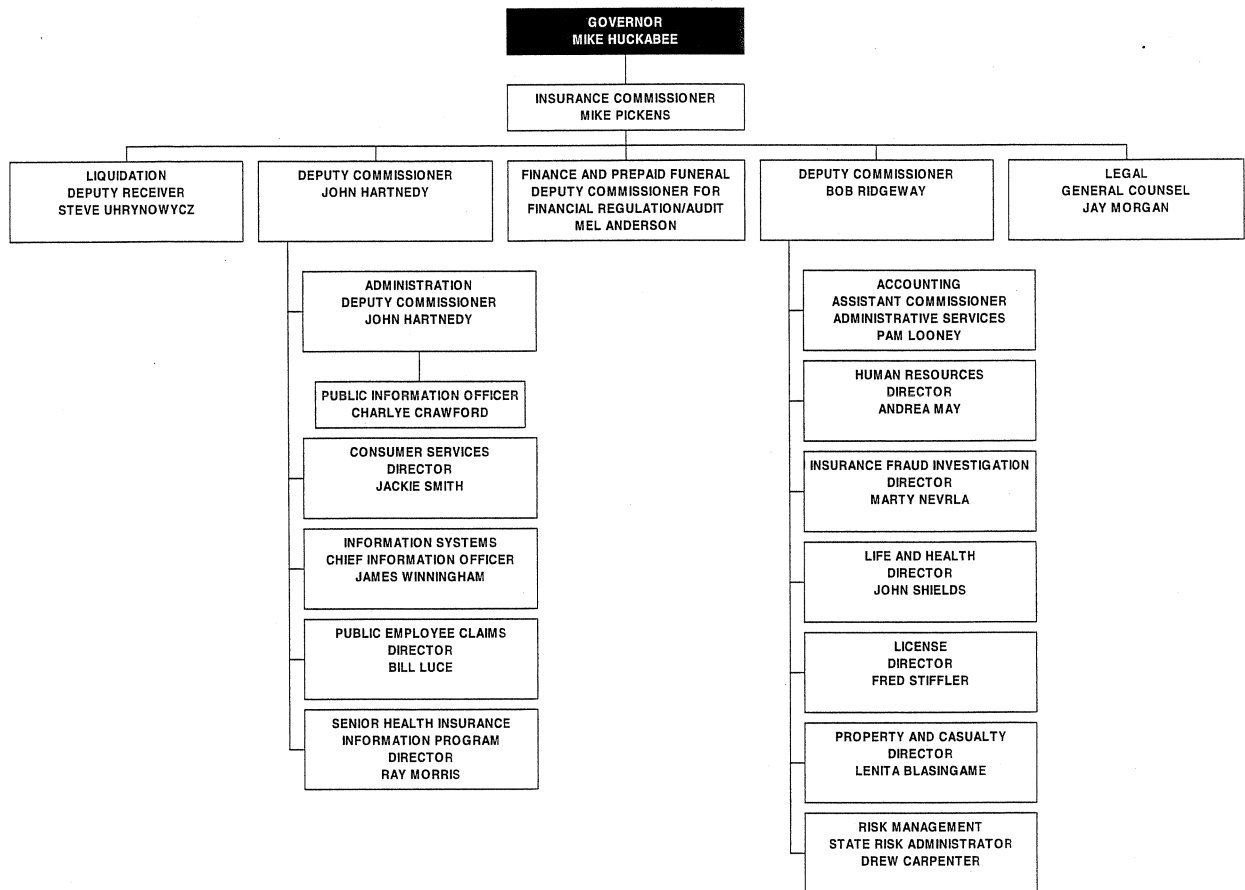 GOVERNOR
MIKE HUCKABEE
INSURANCE COMMISSIONER
MIKE PICKENS
LIQUIDATION
DEPUTY RECEIVER
STEVE UHRYNOWYCZ
DEPUTY COMMISSIONER
JOHN HARTNEDY
FINANCE AND PREPAID FUNERAL
DEPUTY COMMISSIONER FOR
FINANCIAL REGULATION/AUDIT
MEL ANDERSON
DEPUTY COMMISSIONER
BOB RIDGEWAY
LEGAL
GENERAL COUNSEL
JAY MORGAN
ADMINISTRATION
DEPUTY COMMISSIONER
JOHN HARTNEDY
PUBLIC INFORMATION OFFICER
CHARLYE CRAWFORD
CONSUMER SERVICES
DIRECTOR
JACKIE SMITH
INFORMATION SYSTEMS
CHIEF INFORMATION OFFICER
JAMES WINNINGHAM
PUBLIC EMPLOYEE CLAIMS
DIRECTOR
BILL LUCE
SENIOR HEALTH INSURANCE
INFORMATION PROGRAM
DIRECTOR
RAY MORRIS
ACCOUNTING
ASSISTANT COMMISSIONER
ADMINISTRATIVE SERVICES
PAM LOONEY
HUMAN RESOURCES
DIRECTOR
ANDREA MAY
INSURANCE FRAUD INVESTIGATION
DIRECTOR
MARTY NEVRLA
LIFE AND HEALTH
DIRECTOR
JOHN SHIELDS
LICENSE
DIRECTOR
FRED STIFFLER
PROPERTY AND CASUALTY
DIRECTOR
LENITA BLASINGAME
RISK MANAGEMENT
STATE RISK ADMINISTRATOR
DREW CARPENTER